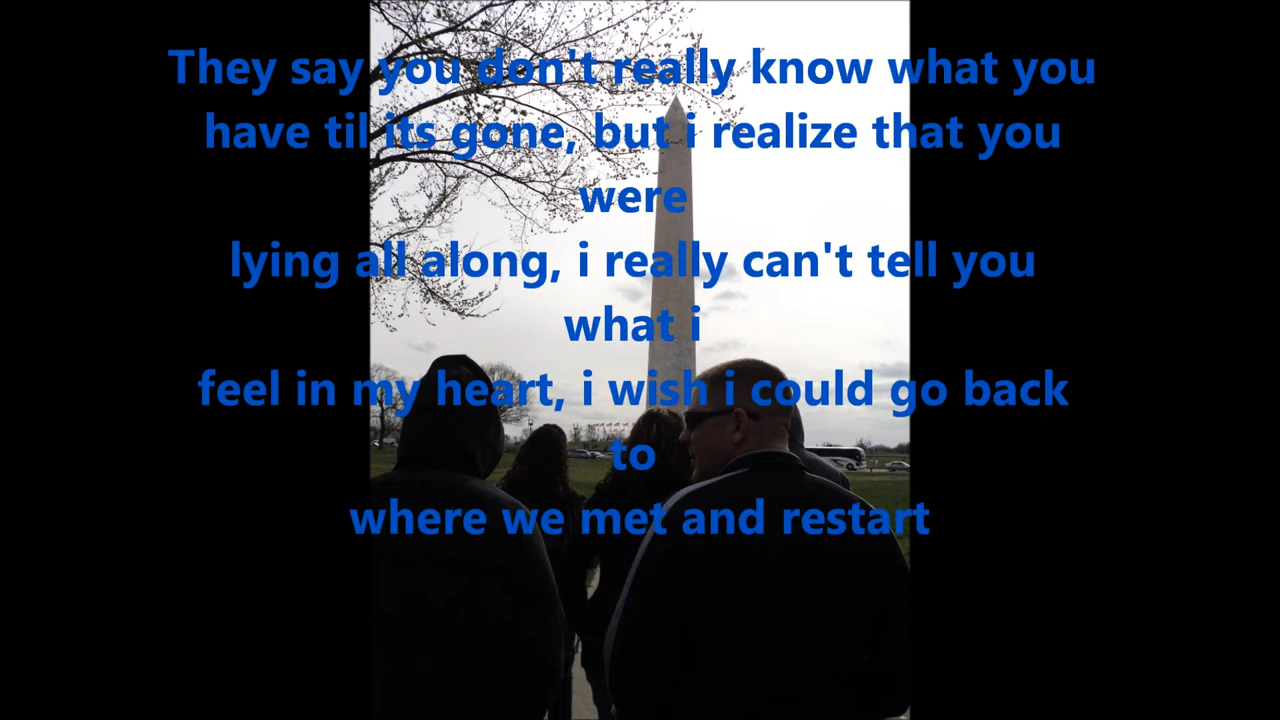 They say you don't really know what you
have til its gone, but i realize that you
were
lying all along, i really can't tell you
what i
feel in my heart, i wish i could go back
to
where we met and restart